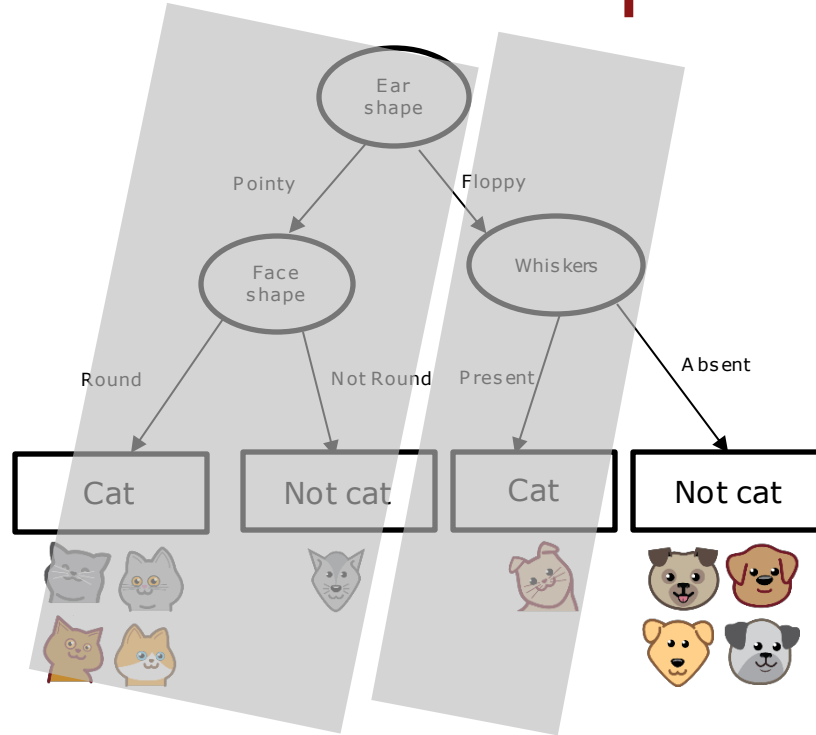 Ear
shape
Pointy
Floppy
Face
shape
Whiskers
Round
Not Round
Present
Absent
Cat
Not cat
Cat
Not cat